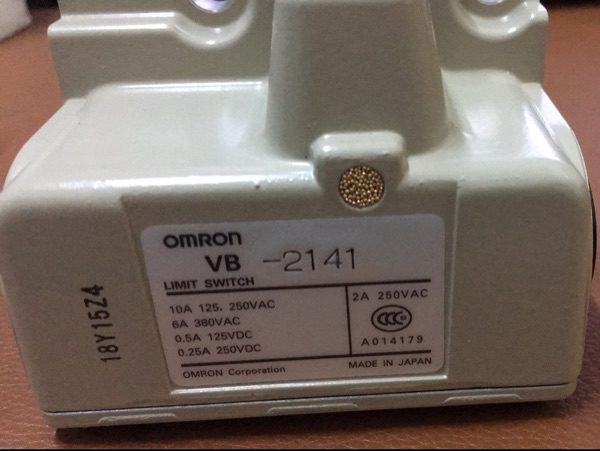 OMRON
VB -2141
LIMIT SWITCH
10A 125, 250VAC
6A 380VAC
0.5A 125VDC
0.25A 250VDC
2A 250VAC
CCC
A014179
OMRON Corporation
MADE IN JAPAN
18Y15Z4